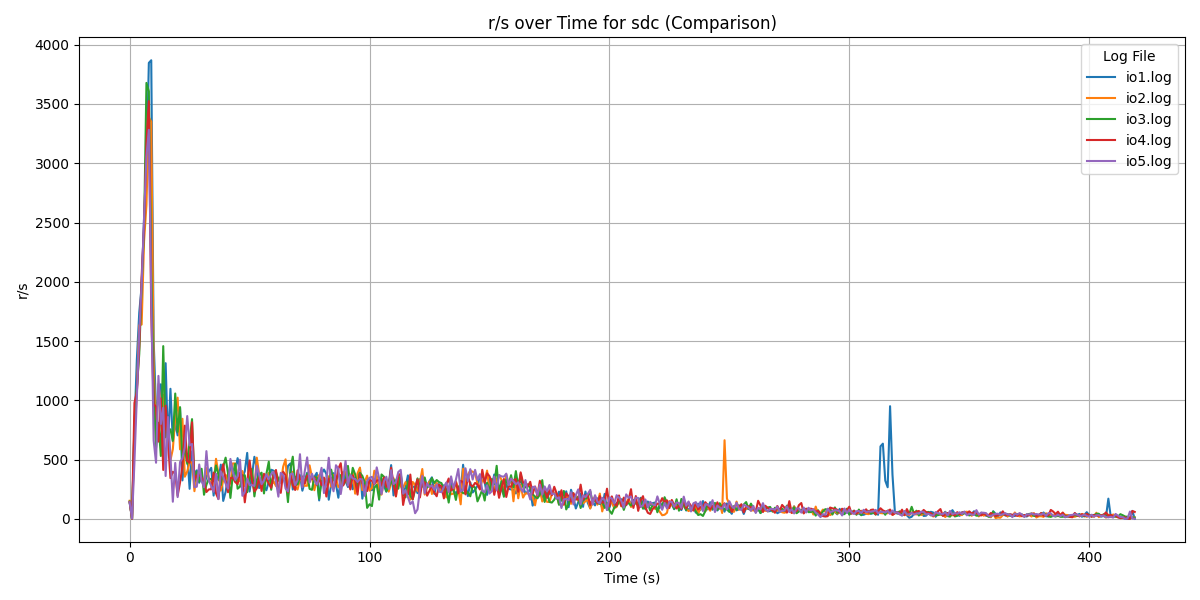 r/s over Time for sdc (Comparison)
r/s
4000
3500
3000
2500
2000
1500
1000
500
0
0 100 200 300 400
Time (s)
Log File
io1.log
io2.log
io3.log
io4.log
io5.log